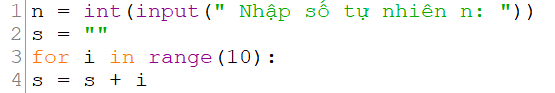 1 n = int(input(" Nhập số tự nhiên n: "))
2 s = ""
3 for i in range(10):
4 s = s + i